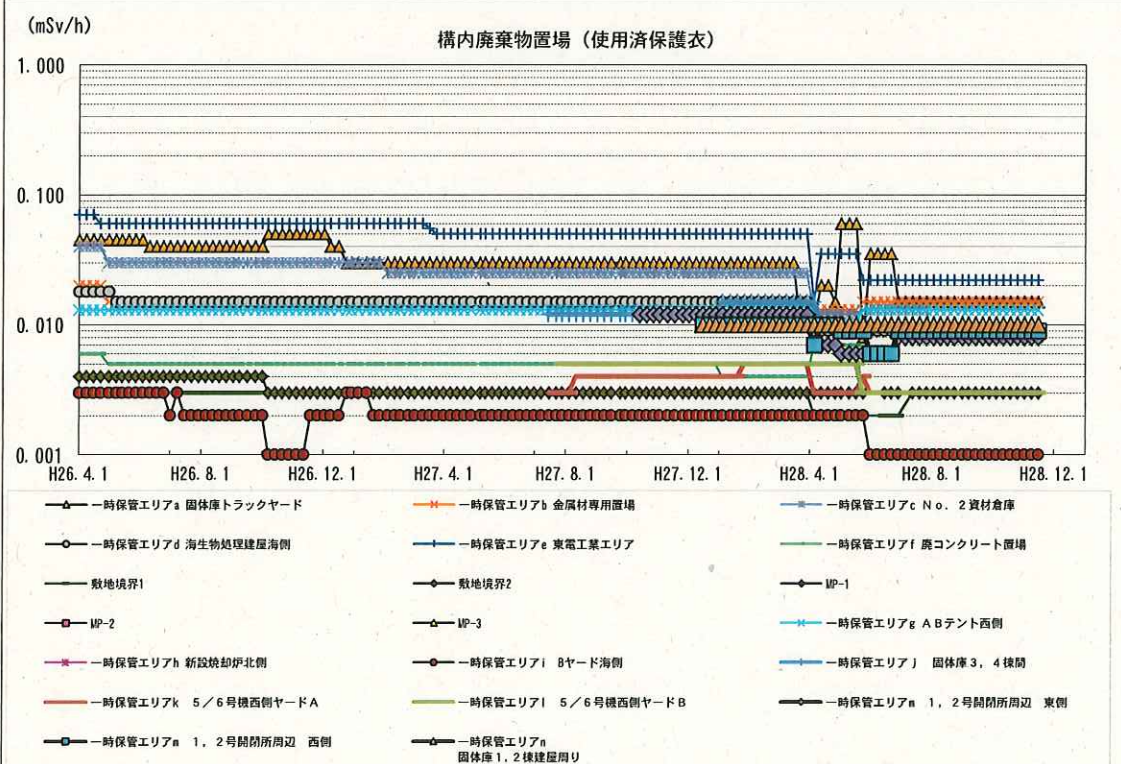 (mSv/h)
構内廃棄物置場（使用済保護衣）
1.000
0.100
0.010
0.001
H26.4.1 H26.8.1 H26.12.1 H27.4.1 H27.8.1 H27.12.1 H28.4.1 H28.8.1 H28.12.1
一時保管エリアa 固体庫トラックヤード 一時保管エリアb 金属材専用置場 一時保管エリアc No．2資材倉庫
一時保管エリアd 海生物処理建屋海側 一時保管エリアe 東電工業エリア 一時保管エリアf 廃コンクリート置場
敷地境界1 敷地境界2 MP-1
MP-2 MP-3 一時保管エリアg ABテント西側
一時保管エリアh 新設焼却炉北側 一時保管エリアi Bヤード海側 一時保管エリアj 固体庫3，4棟間
一時保管エリアk 5／6号機西側ヤードA 一時保管エリアl 5／6号機西側ヤードB 一時保管エリアm 1，2号開閉所周辺 東側
一時保管エリアm 1，2号開閉所周辺 西側 一時保管エリアn
固体庫1，2棟建屋周り